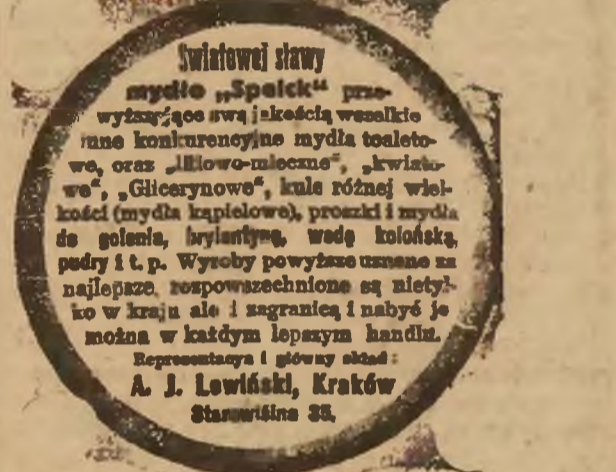 Światowej sławy
mydło „Speick“ prze-
wyższające swą jakością wszelkie
inne konkurencyjne mydła toaleto-
we, oraz „liliowo-mleczne“, „kwiato-
we“, „Glicerynowe“, kule różnej wiel-
kości (mydła kąpielowe), proszki i mydła
do golenia, brylantynę, wodę kolońską,
pudry i t. p. Wyroby powyższe uznane za
najlepsze, rozpowszechnione są nietyl-
ko w kraju ale i zagranicą i nabyć je
można w każdym lepszym handlu.
Reprezentacya i główny skład:
A. J. Lewiński, Kraków
Starowiślna 35.